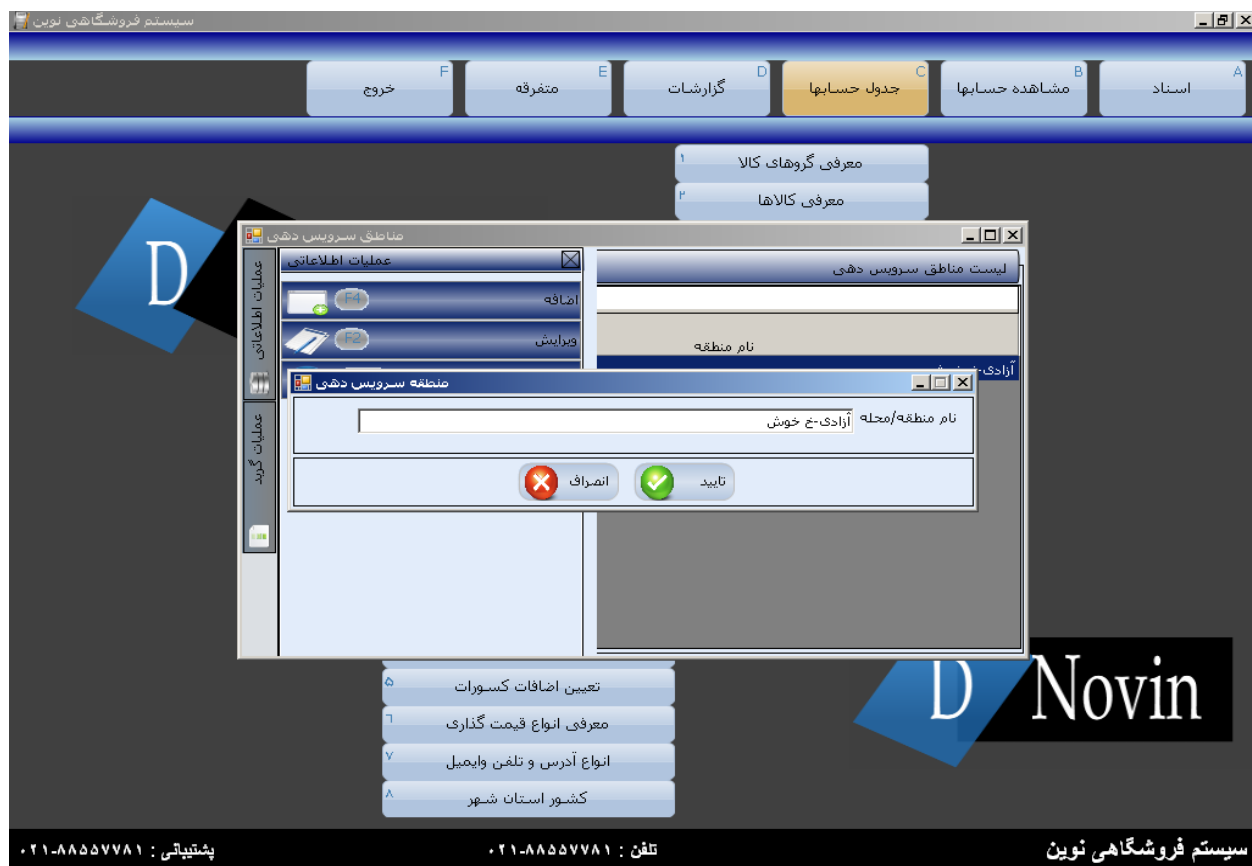 سیستم فروشگاهی نوین
A اسناد
B مشاهده حسابها
C جدول حسابها
D گزارشات
E متفرقه
F خروج
معرفی گروهای کالا ۱
معرفی کالاها ۲
D
مناطق سرویس دهی
لیست مناطق سرویس دهی
نام منطقه
عملیات اطلاعاتی
اضافه F4
ویرایش F2
عملیات اطلاعاتی
عملیات گرید
منطقه سرویس دهی
نام منطقه/محله آزادی-خ خوش
تایید
انصراف
تعیین اضافات کسورات ۵
معرفی انواع قیمت گذاری ۶
انواع آدرس و تلفن وایمیل ۷
کشور استان شهر ۸
D Novin
سیستم فروشگاهی نوین
تلفن : ۰۲۱-۸۸۵۵۷۷۸۱
پشتیبانی : ۰۲۱-۸۸۵۵۷۷۸۱